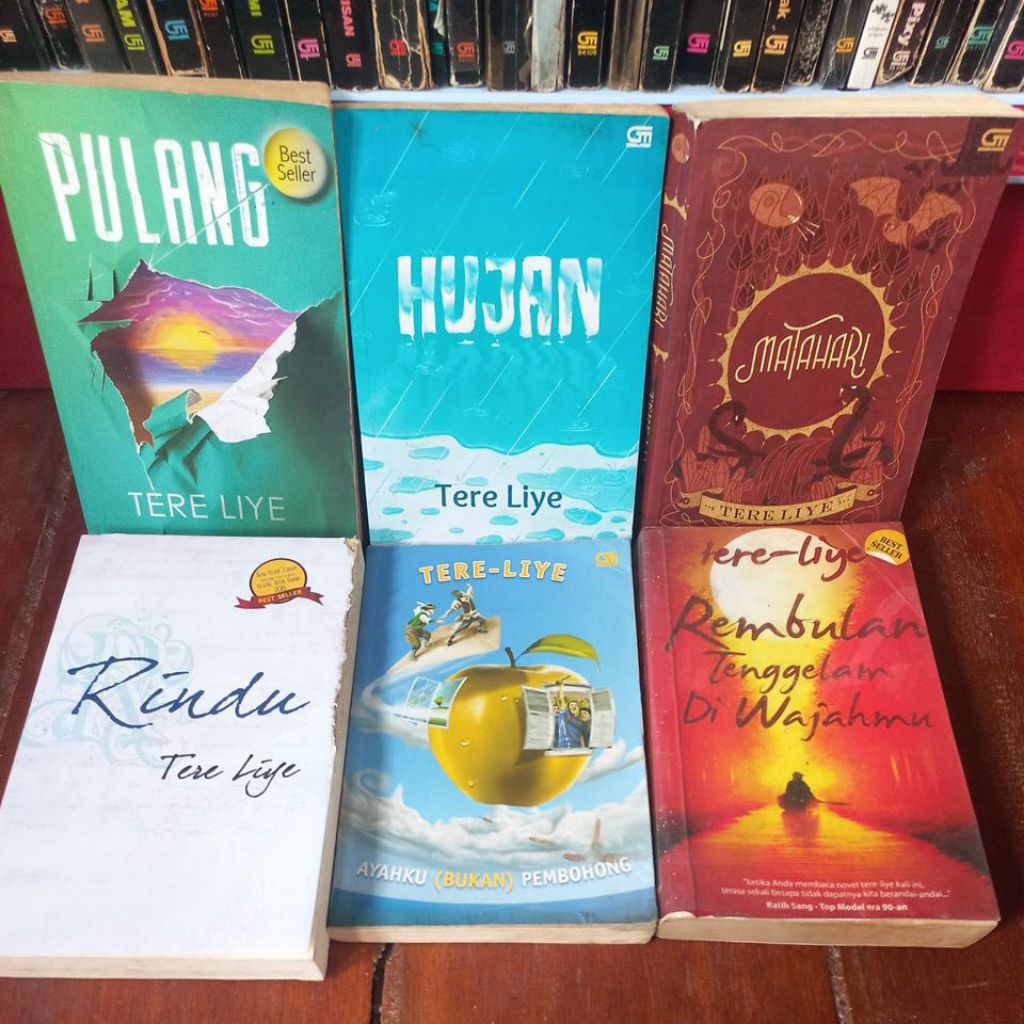 PULANG
Best
Seller
TERE LIYE
HUJAN
Tere Liye
MATAHARI
MATAHARI
TERE LIYE
BEST SELLER
Rindu
Tere Liye
TERE-LIYE
AYAHKU (BUKAN) PEMBOHONG
tere-liye
BEST
SELLER
Rembulan
Tenggelam
Di Wajahmu
"ketika Anda membaca novel tere-liye kali ini,
terasa sekali betapa tidak dapatnya kita berandai-andai..."
Ratih Sang - Top Model era 90-an